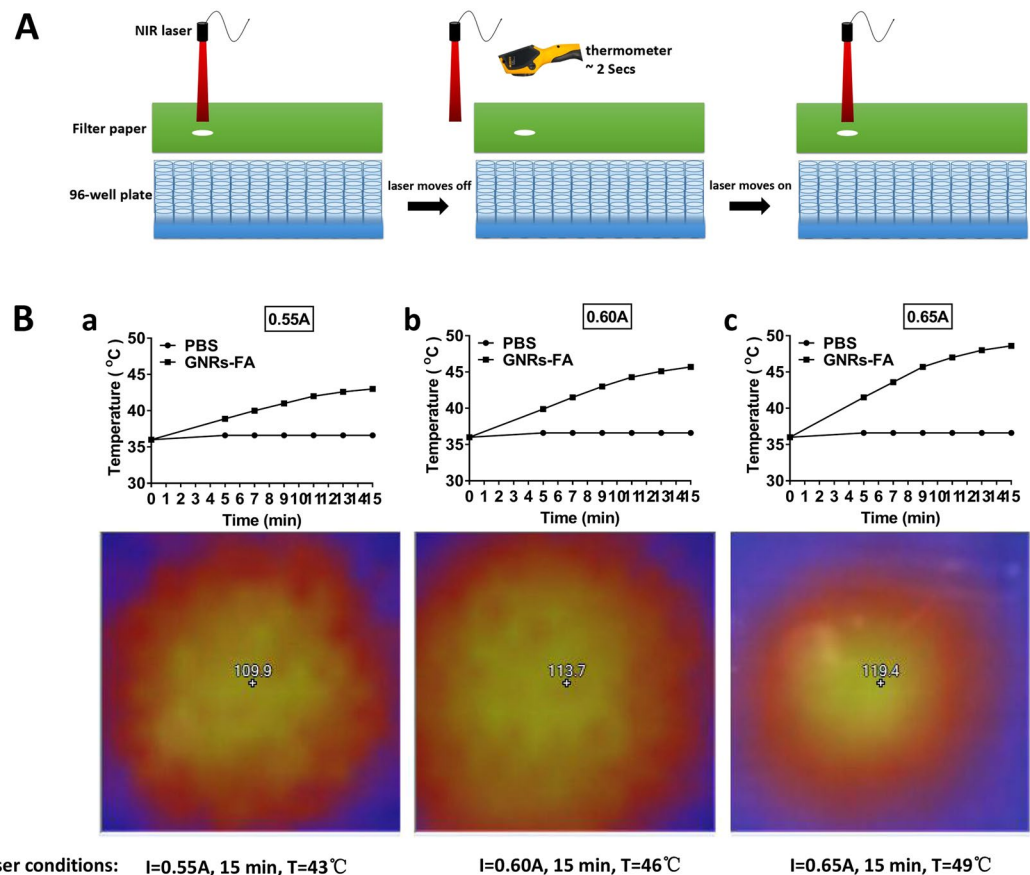 A
NIR laser
thermometer
~ 2 Secs
Filter paper
96-well plate
laser moves off
laser moves on
B
a
0.55A
PBS
GNRs-FA
Temperature ( °C)
50
45
40
35
30
0 1 2 3 4 5 6 7 8 9 10 11 12 13 14 15
Time (min)
b
0.60A
PBS
GNRs-FA
Temperature ( °C)
50
45
40
35
30
0 1 2 3 4 5 6 7 8 9 10 11 12 13 14 15
Time (min)
c
0.65A
PBS
GNRs-FA
Temperature ( °C)
50
45
40
35
30
0 1 2 3 4 5 6 7 8 9 10 11 12 13 14 15
Time (min)
109.9
113.7
119.4
ser conditions: I=0.55A, 15 min, T=43℃ I=0.60A, 15 min, T=46℃ I=0.65A, 15 min, T=49℃